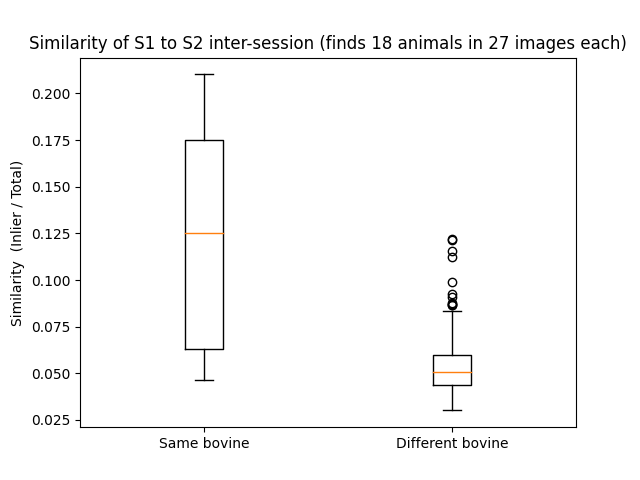 Similarity of S1 to S2 inter-session (finds 18 animals in 27 images each)
Similarity  (Inlier / Total)
0.200
0.175
0.150
0.125
0.100
0.075
0.050
0.025
Same bovine
Different bovine